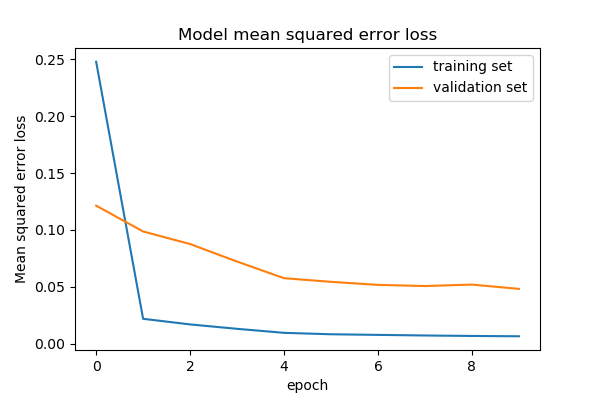 Model mean squared error loss
training set
validation set
Mean squared error loss
0.25
0.20
0.15
0.10
0.05
0.00
0 2 4 6 8
epoch